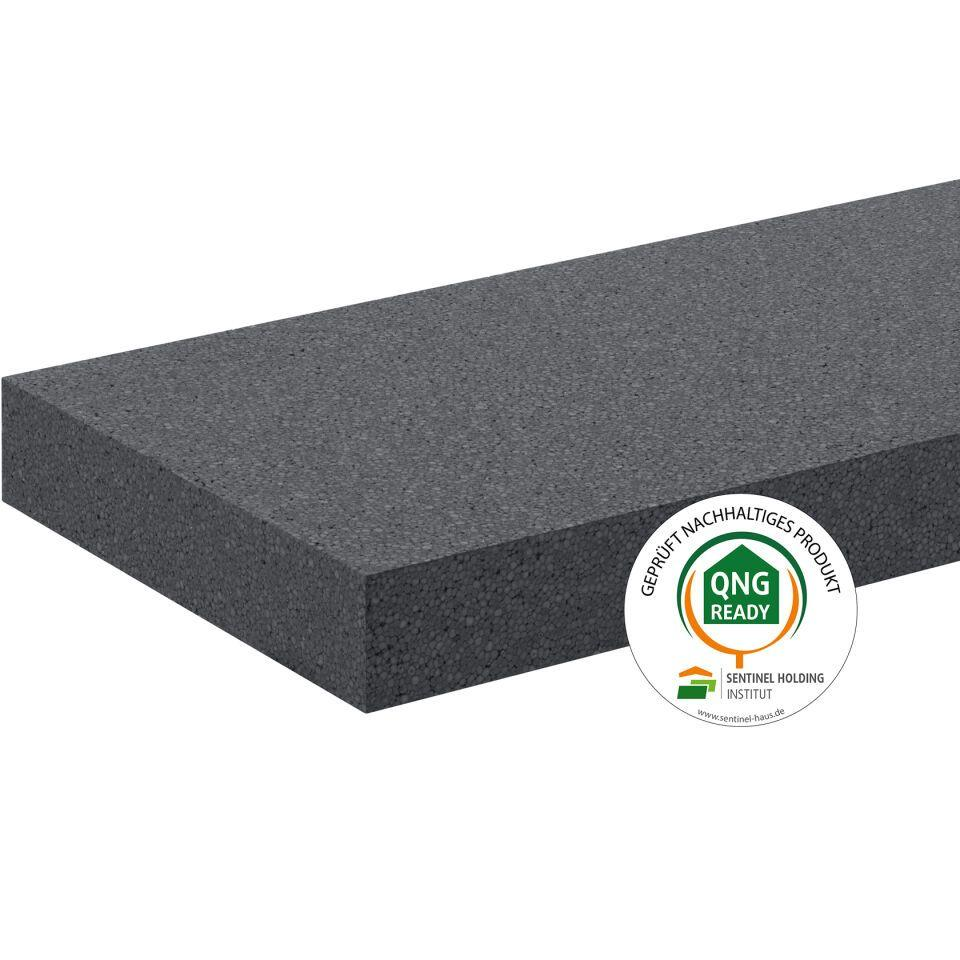 GEPRÜFT NACHHALTIGES PRODUKT
QNG
READY
SENTINEL HOLDING
INSTITUT
www.sentinel-haus.de